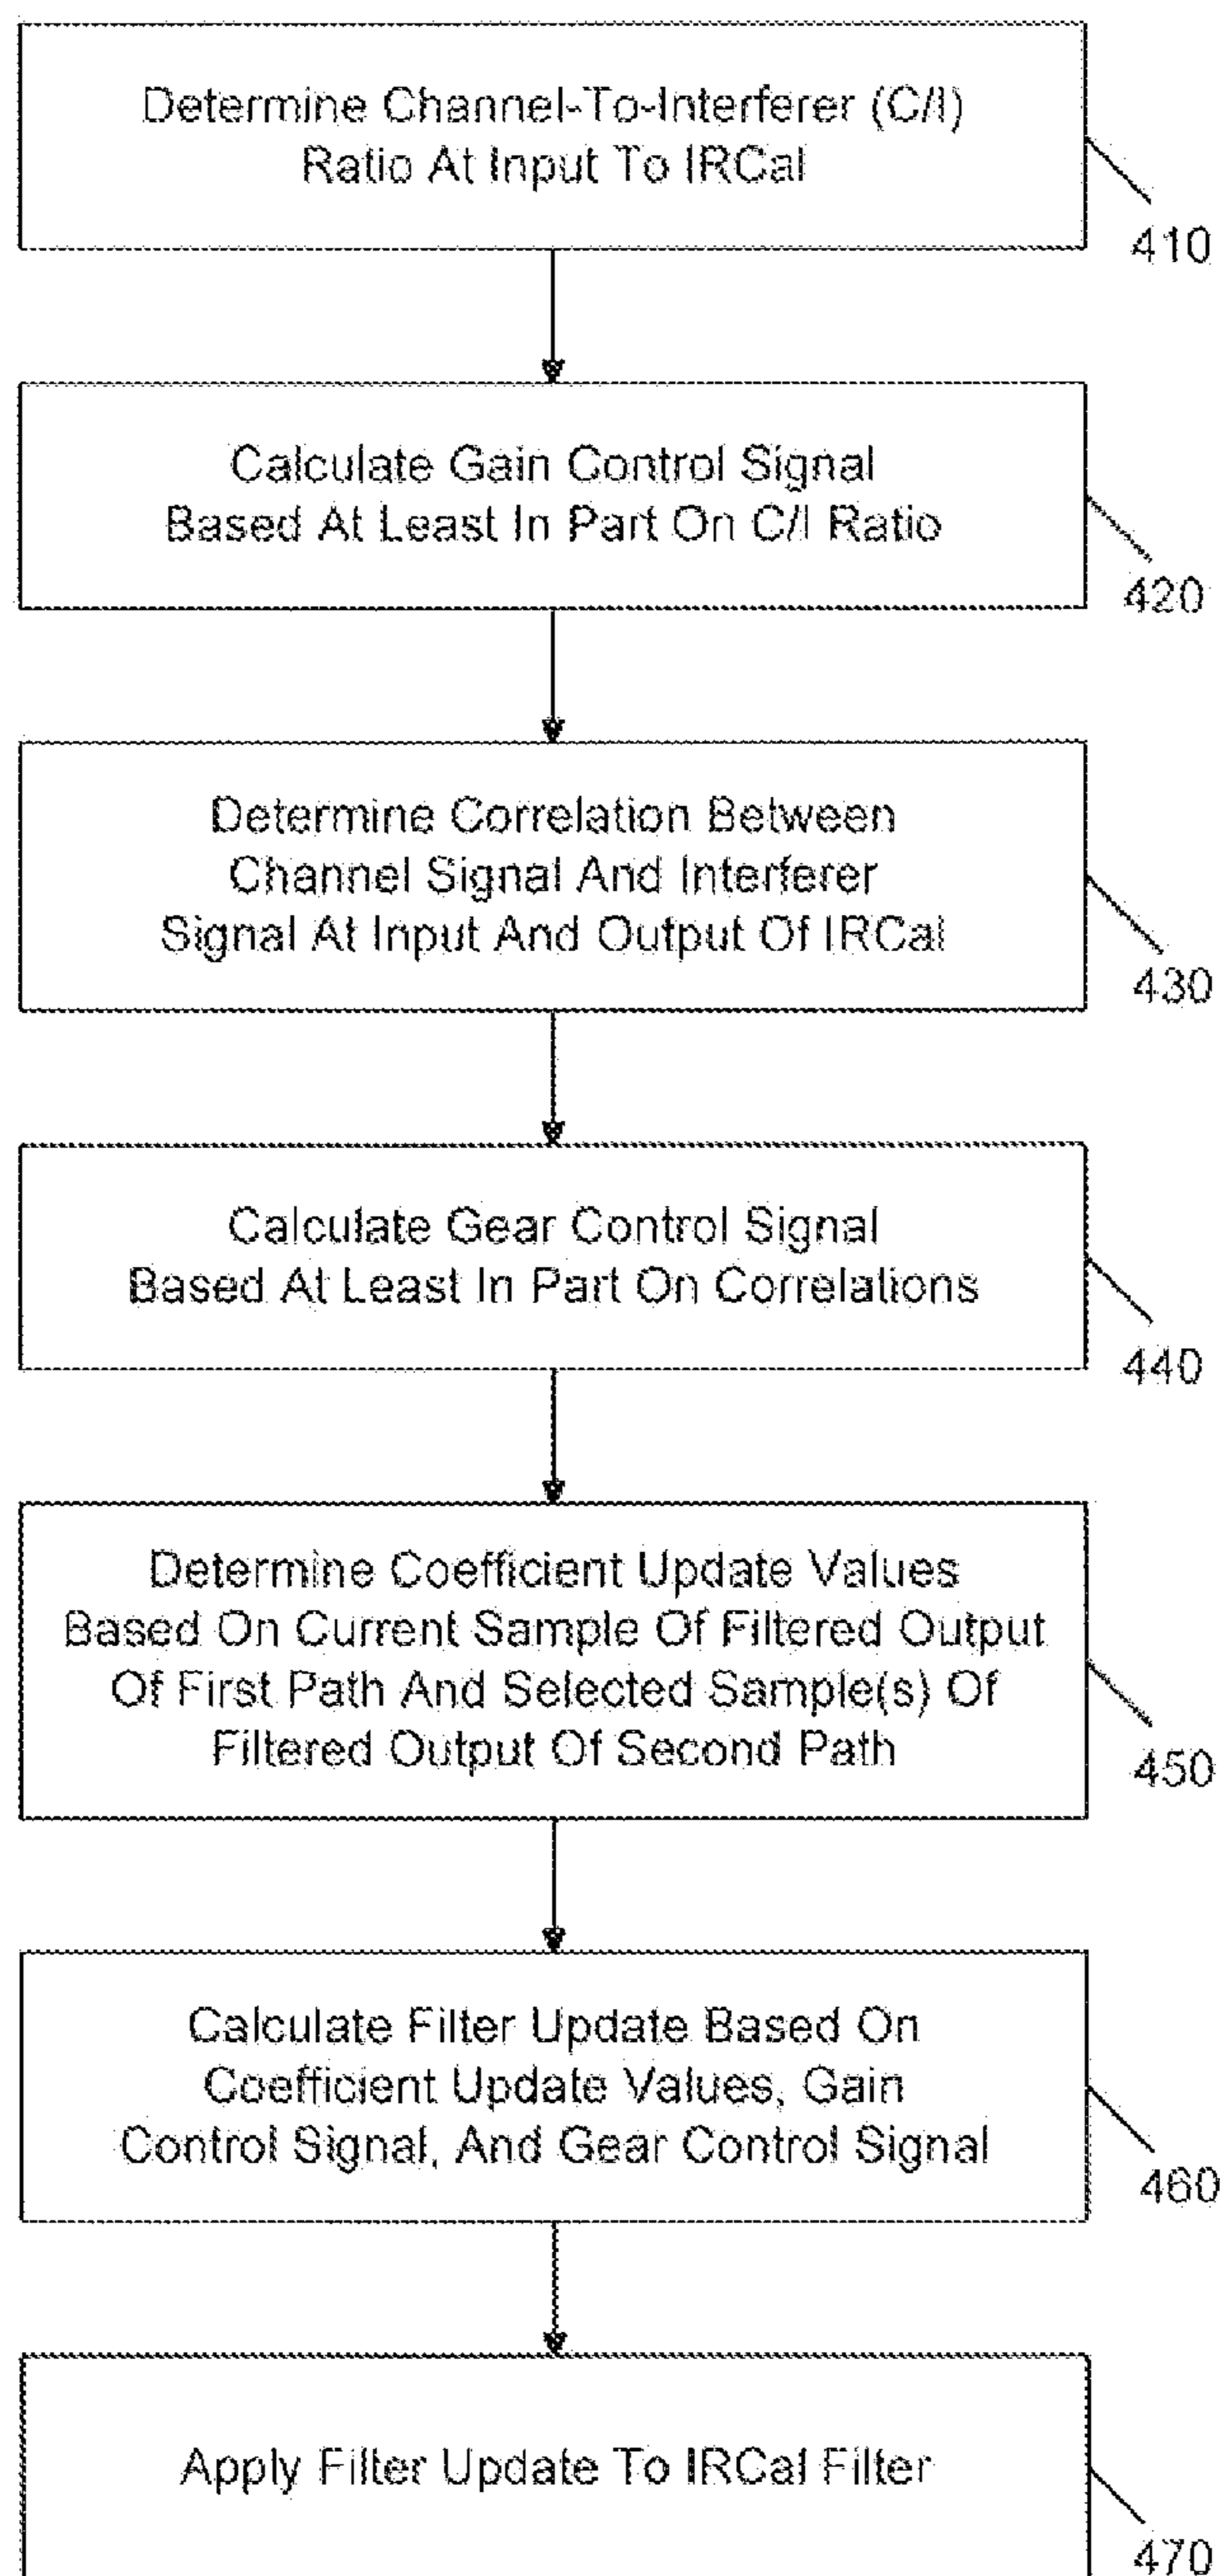 Determine Channel-To-Interferer (C/I)
Ratio At Input To IRCal
410
Calculate Gain Control Signal
Based At Least In Part On C/I Ratio
420
Determine Correlation Between
Channel Signal And Interferer
Signal At Input And Output Of IRCal
430
Calculate Gear Control Signal
Based At Least In Part On Correlations
440
Determine Coefficient Update Values
Based On Current Sample Of Filtered Output
Of First Path And Selected Sample(s) Of
Filtered Output Of Second Path
450
Calculate Filter Update Based On
Coefficient Update Values, Gain
Control Signal, And Gear Control Signal
460
Apply Filter Update To IRCal Filter
470